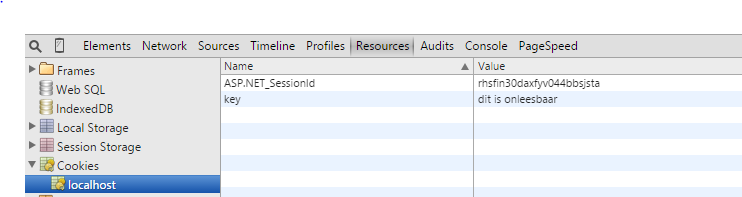 Elements Network Sources Timeline Profiles Resources Audits Console PageSpeed
Frames
Web SQL
IndexedDB
Local Storage
Session Storage
Cookies
localhost
Name Value
ASP.NET_SessionId rhsfin30daxfyv044bbsjsta
key dit is onleesbaar